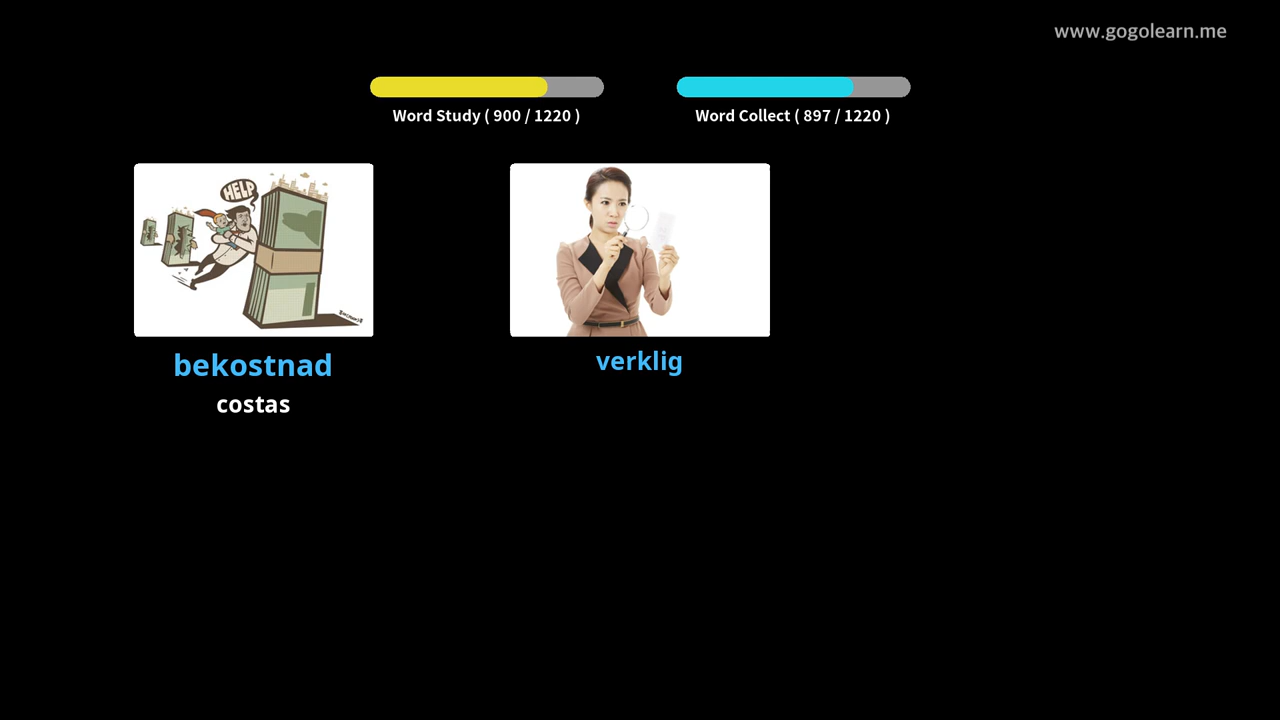 www.gogolearn.me
Word Study ( 900 / 1220 )
Word Collect ( 897 / 1220 )
HELP
bekostnad
costas
verklig